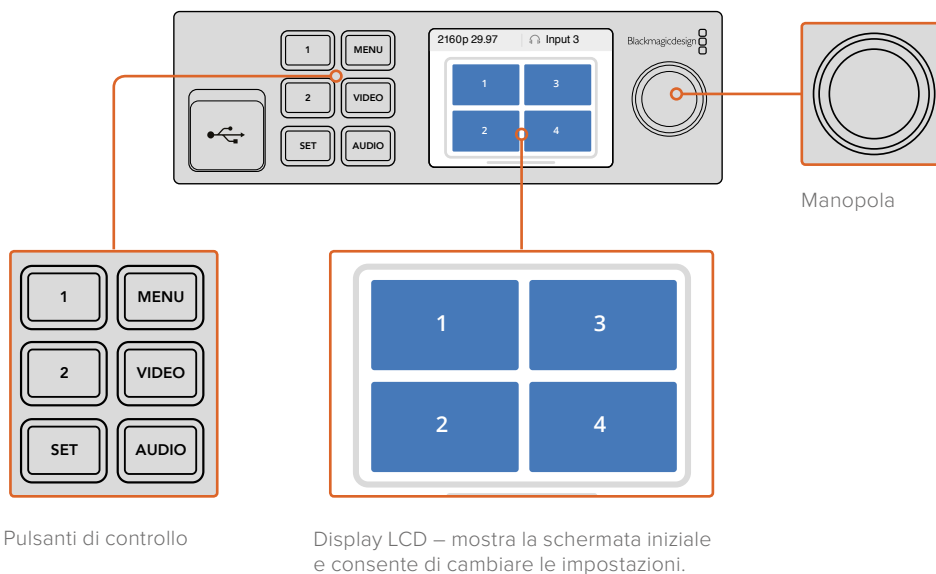 1
MENU
2160p 29.97
Input 3
Blackmagicdesign
1
3
2
VIDEO
2
4
SET
AUDIO
Manopola
1
MENU
2
VIDEO
SET
AUDIO
1
3
2
4
Pulsanti di controllo
Display LCD – mostra la schermata iniziale
e consente di cambiare le impostazioni.